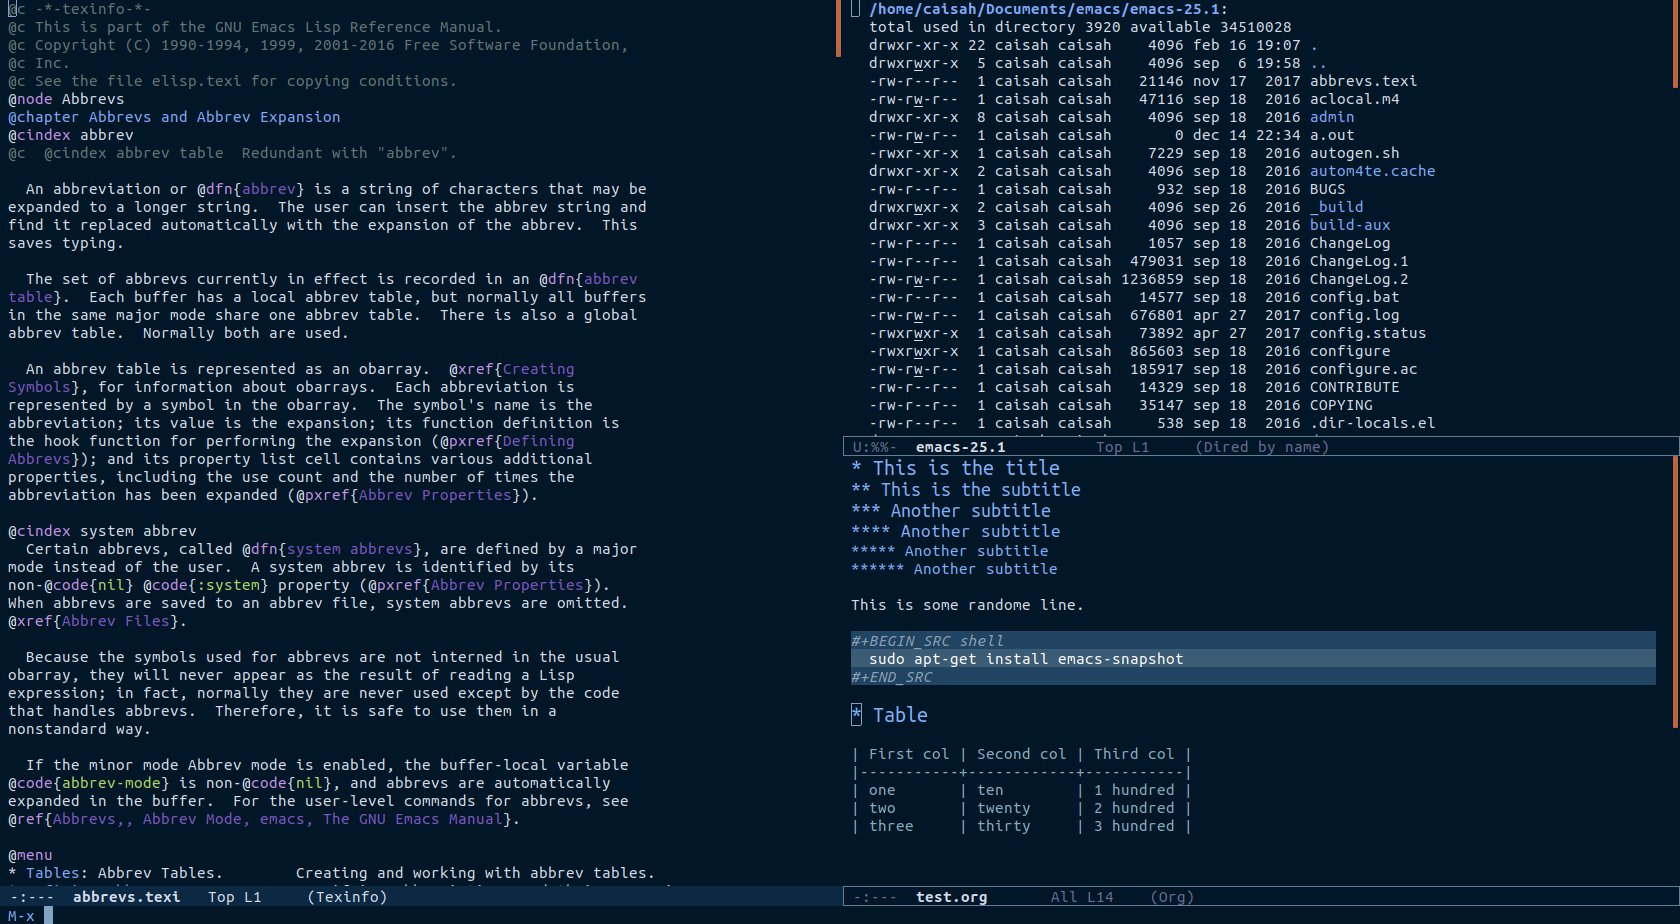 @c -*-texinfo-*-
@c This is part of the GNU Emacs Lisp Reference Manual.
@c Copyright (C) 1990-1994, 1999, 2001-2016 Free Software Foundation,
@c Inc.
@c See the file elisp.texi for copying conditions.
@node Abbrevs
@chapter Abbrevs and Abbrev Expansion
@cindex abbrev
@c  @cindex abbrev table  Redundant with "abbrev".

  An abbreviation or @dfn{abbrev} is a string of characters that may be
expanded to a longer string.  The user can insert the abbrev string and
find it replaced automatically with the expansion of the abbrev.  This
saves typing.

  The set of abbrevs currently in effect is recorded in an @dfn{abbrev
table}.  Each buffer has a local abbrev table, but normally all buffers
in the same major mode share one abbrev table.  There is also a global
abbrev table.  Normally both are used.

  An abbrev table is represented as an obarray.  @xref{Creating
Symbols}, for information about obarrays.  Each abbreviation is
represented by a symbol in the obarray.  The symbol's name is the
abbreviation; its value is the expansion; its function definition is
the hook function for performing the expansion (@pxref{Defining
Abbrevs}); and its property list cell contains various additional
properties, including the use count and the number of times the
abbreviation has been expanded (@pxref{Abbrev Properties}).

@cindex system abbrev
  Certain abbrevs, called @dfn{system abbrevs}, are defined by a major
mode instead of the user.  A system abbrev is identified by its
non-@code{nil} @code{:system} property (@pxref{Abbrev Properties}).
When abbrevs are saved to an abbrev file, system abbrevs are omitted.
@xref{Abbrev Files}.

  Because the symbols used for abbrevs are not interned in the usual
obarray, they will never appear as the result of reading a Lisp
expression; in fact, normally they are never used except by the code
that handles abbrevs.  Therefore, it is safe to use them in a
nonstandard way.

  If the minor mode Abbrev mode is enabled, the buffer-local variable
@code{abbrev-mode} is non-@code{nil}, and abbrevs are automatically
expanded in the buffer.  For the user-level commands for abbrevs, see
@ref{Abbrevs,, Abbrev Mode, emacs, The GNU Emacs Manual}.

@menu
* Tables: Abbrev Tables.        Creating and working with abbrev tables.
-:---  abbrevs.texi   Top L1     (Texinfo)
M-x
/home/caisah/Documents/emacs/emacs-25.1:
total used in directory 3920 available 34510028
drwxr-xr-x 22 caisah caisah    4096 feb 16 19:07 .
drwxrwxr-x  5 caisah caisah    4096 sep  6 19:58 ..
-rw-r--r--  1 caisah caisah   21146 nov 17  2017 abbrevs.texi
-rw-rw-r--  1 caisah caisah   47116 sep 18  2016 aclocal.m4
drwxr-xr-x  8 caisah caisah    4096 sep 18  2016 admin
-rw-rw-r--  1 caisah caisah       0 dec 14 22:34 a.out
-rwxr-xr-x  1 caisah caisah    7229 sep 18  2016 autogen.sh
drwxr-xr-x  2 caisah caisah    4096 sep 18  2016 autom4te.cache
-rw-r--r--  1 caisah caisah     932 sep 18  2016 BUGS
drwxrwxr-x  2 caisah caisah    4096 sep 26  2016 _build
drwxr-xr-x  3 caisah caisah    4096 sep 18  2016 build-aux
-rw-r--r--  1 caisah caisah    1057 sep 18  2016 ChangeLog
-rw-r--r--  1 caisah caisah  479031 sep 18  2016 ChangeLog.1
-rw-rw-r--  1 caisah caisah 1236859 sep 18  2016 ChangeLog.2
-rw-r--r--  1 caisah caisah   14577 sep 18  2016 config.bat
-rw-rw-r--  1 caisah caisah  676801 apr 27  2017 config.log
-rwxrwxr-x  1 caisah caisah   73892 apr 27  2017 config.status
-rwxrwxr-x  1 caisah caisah  865603 sep 18  2016 configure
-rw-rw-r--  1 caisah caisah  185917 sep 18  2016 configure.ac
-rw-r--r--  1 caisah caisah   14329 sep 18  2016 CONTRIBUTE
-rw-r--r--  1 caisah caisah   35147 sep 18  2016 COPYING
-rw-r--r--  1 caisah caisah     538 sep 18  2016 .dir-locals.el
U:%%-  emacs-25.1          Top L1     (Dired by name)
* This is the title
** This is the subtitle
*** Another subtitle
**** Another subtitle
***** Another subtitle
****** Another subtitle

This is some randome line.

#+BEGIN_SRC shell
  sudo apt-get install emacs-snapshot
#+END_SRC

* Table

| First col | Second col | Third col |
|-----------+------------+-----------|
| one       | ten        | 1 hundred |
| two       | twenty     | 2 hundred |
| three     | thirty     | 3 hundred |
-:---  test.org       All L14    (Org)